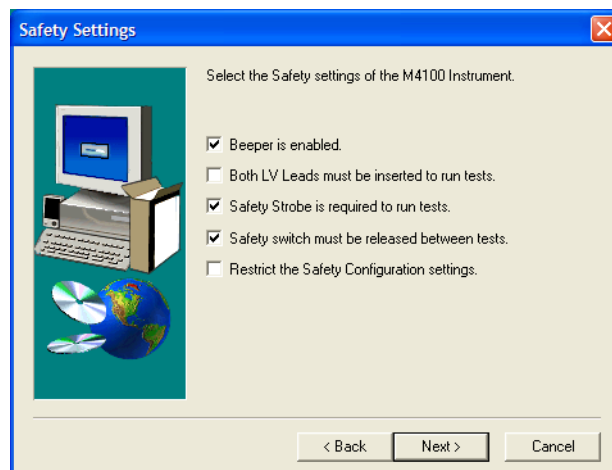 Safety Settings
Select the Safety settings of the M4100 Instrument.
Beeper is enabled.
Both LV Leads must be inserted to run tests.
Safety Strobe is required to run tests.
Safety switch must be released between tests.
Restrict the Safety Configuration settings.
< Back Next > Cancel